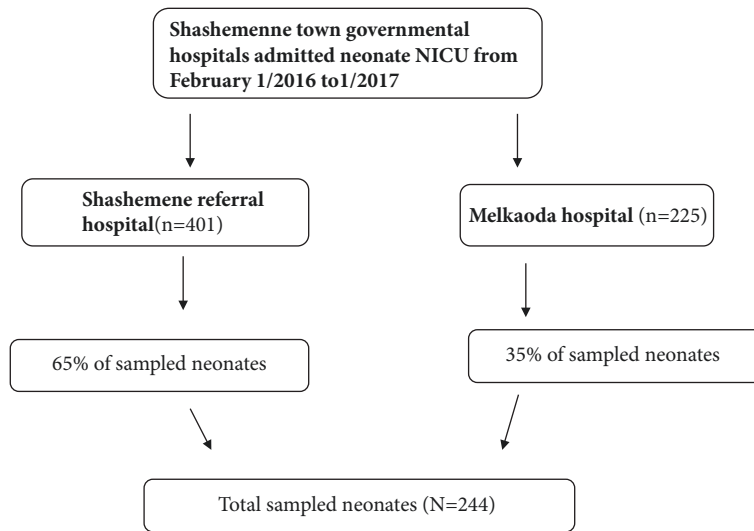 Shashemenne town governmental
hospitals admitted neonate NICU from
February 1/2016 to1/2017
Shashemene referral
hospital(n=401)
Melkaoda hospital (n=225)
65% of sampled neonates
35% of sampled neonates
Total sampled neonates (N=244)